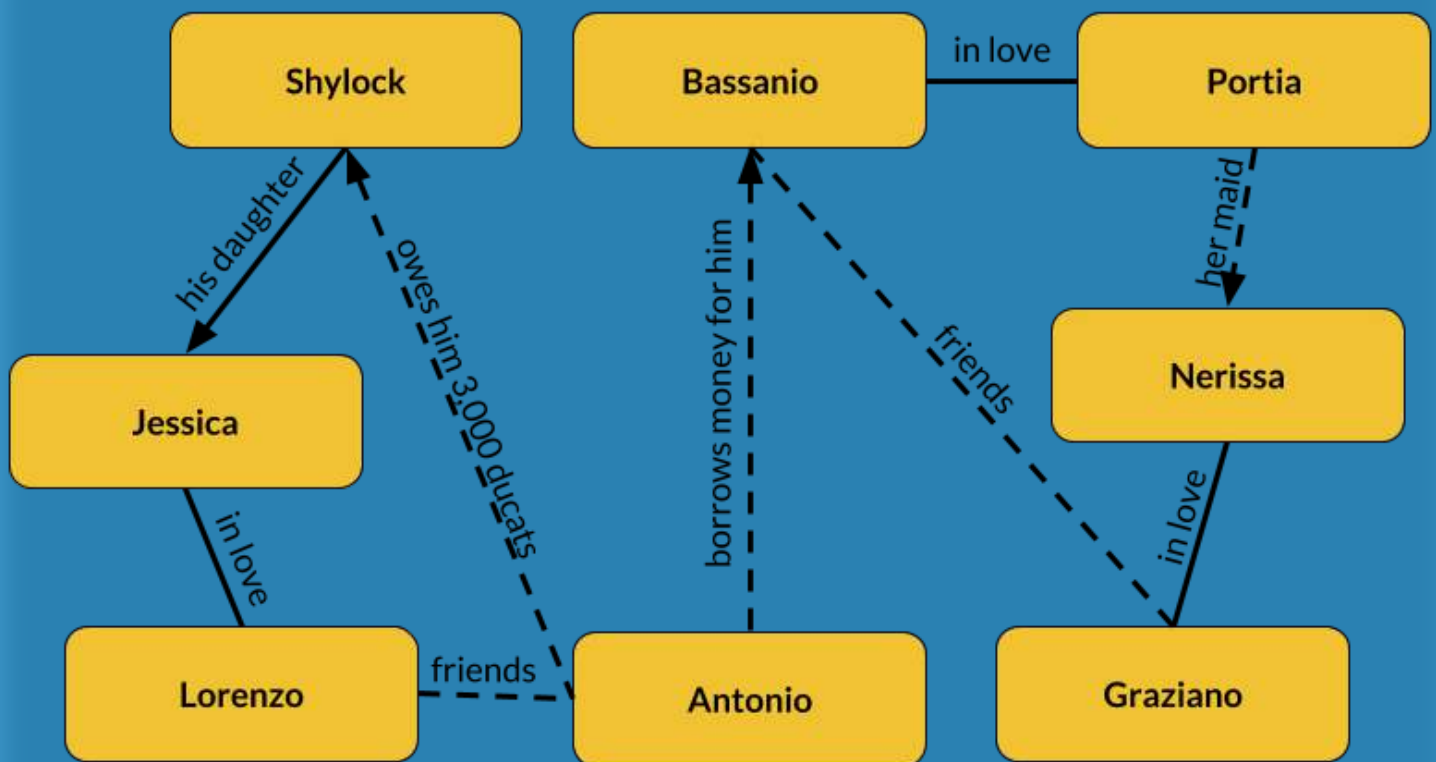 Shylock
Bassanio
in love
Portia
his daughter
owes him 3,000 ducats
borrows money for him
friends
her maid
Jessica
Nerissa
in love
in love
Lorenzo
friends
Antonio
Graziano